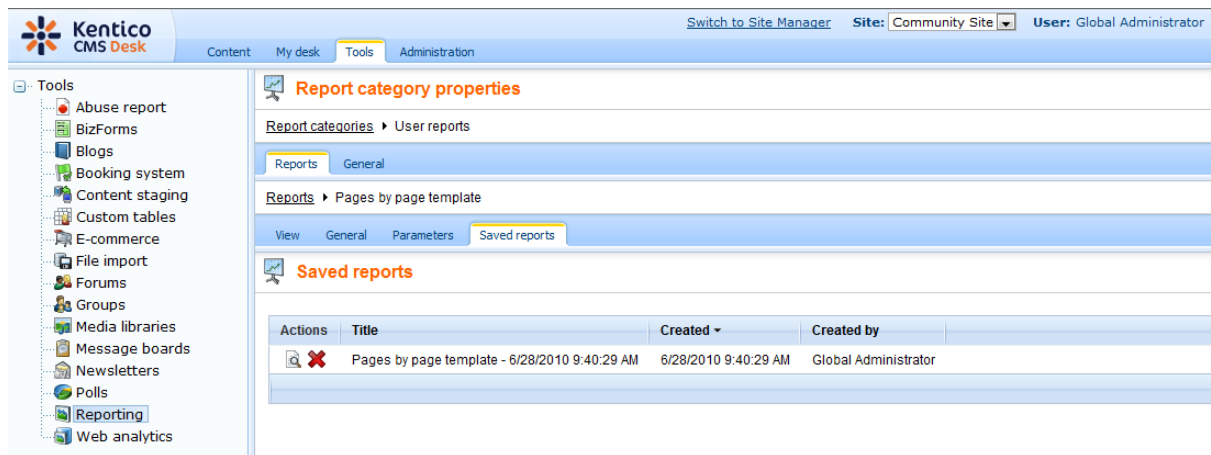 Kentico
CMS Desk
Switch to Site Manager Site: Community Site User: Global Administrator
Content My desk Tools Administration
Tools
Abuse report
BizForms
Blogs
Booking system
Content staging
Custom tables
E-commerce
File import
Forums
Groups
Media libraries
Message boards
Newsletters
Polls
Reporting
Web analytics
Report category properties
Report categories User reports
Reports General
Reports Pages by page template
View General Parameters Saved reports
Saved reports
Actions Title Created Created by
Pages by page template - 6/28/2010 9:40:29 AM 6/28/2010 9:40:29 AM Global Administrator